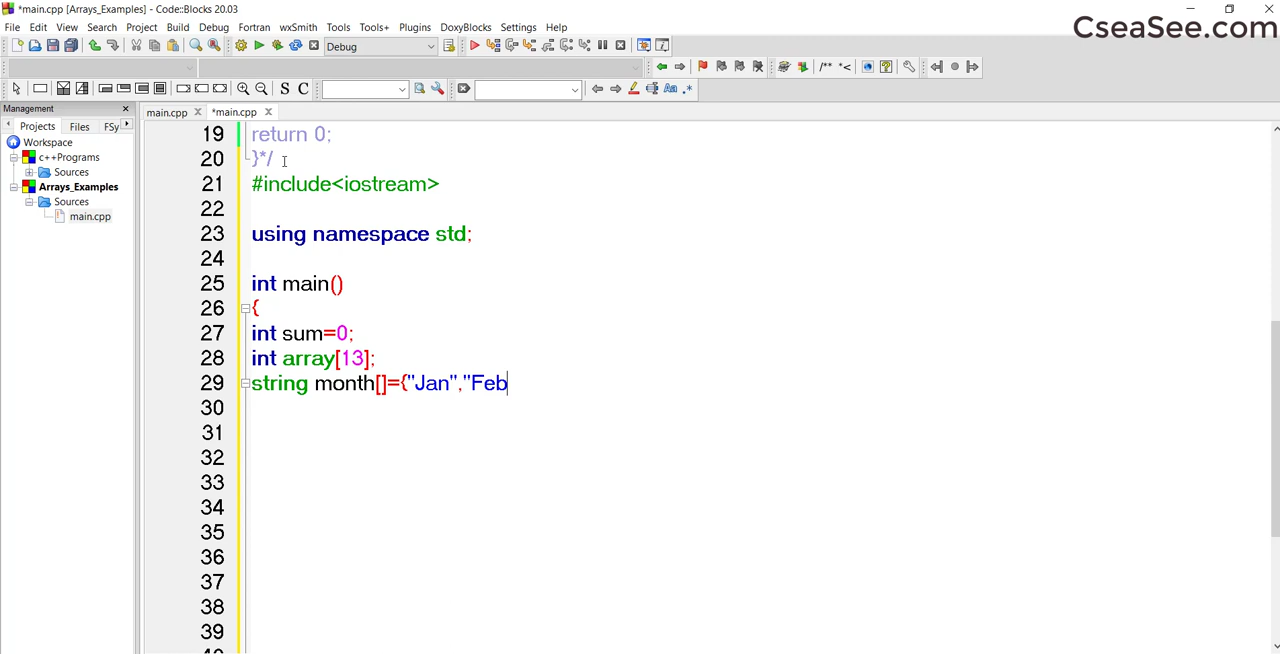 *main.cpp [Arrays_Examples] - Code::Blocks 20.03
CseaSee.com
File Edit View Search Project Build Debug Fortran wxSmith Tools Tools+ Plugins DoxyBlocks Settings Help
Debug
/** *<
S C
Aa .*
Management
main.cpp *main.cpp
Projects Files FSy
Workspace
c++Programs
Sources
Arrays_Examples
Sources
main.cpp
19 return 0;
20 }*/
21 #include<iostream>
22
23 using namespace std;
24
25 int main()
26 {
27 int sum=0;
28 int array[13];
29 string month[]={"Jan","Feb
30
31
32
33
34
35
36
37
38
39